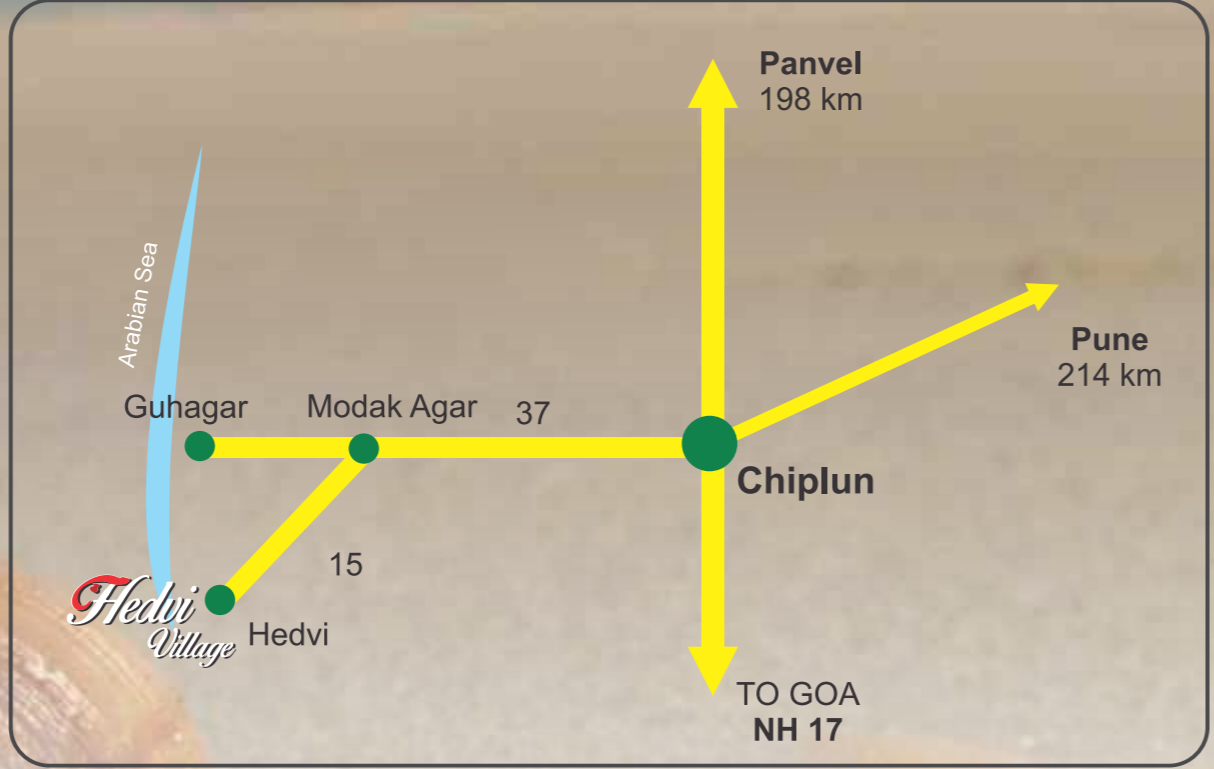 Panvel
198 km
Arabian Sea
Pune
214 km
Guhagar
Modak Agar
37
Chiplun
15
Hedvi
Village
Hedvi
TO GOA
NH 17